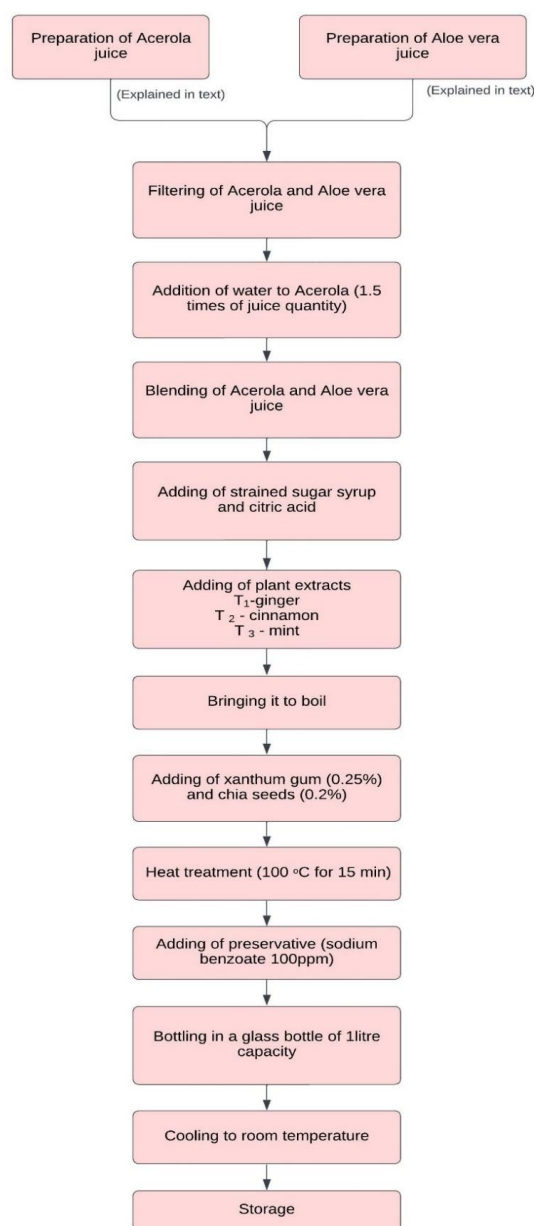 Preparation of Acerola
juice
Preparation of Aloe vera
juice
(Explained in text)
(Explained in text)
Filtering of Acerola and Aloe vera
juice
Addition of water to Acerola (1.5
times of juice quantity)
Blending of Acerola and Aloe vera
juice
Adding of strained sugar syrup
and citric acid
Adding of plant extracts
T₁-ginger
T ₂ - cinnamon
T ₃ - mint
Bringing it to boil
Adding of xanthum gum (0.25%)
and chia seeds (0.2%)
Heat treatment (100 ᵒC for 15 min)
Adding of preservative (sodium
benzoate 100ppm)
Bottling in a glass bottle of 1litre
capacity
Cooling to room temperature
Storage